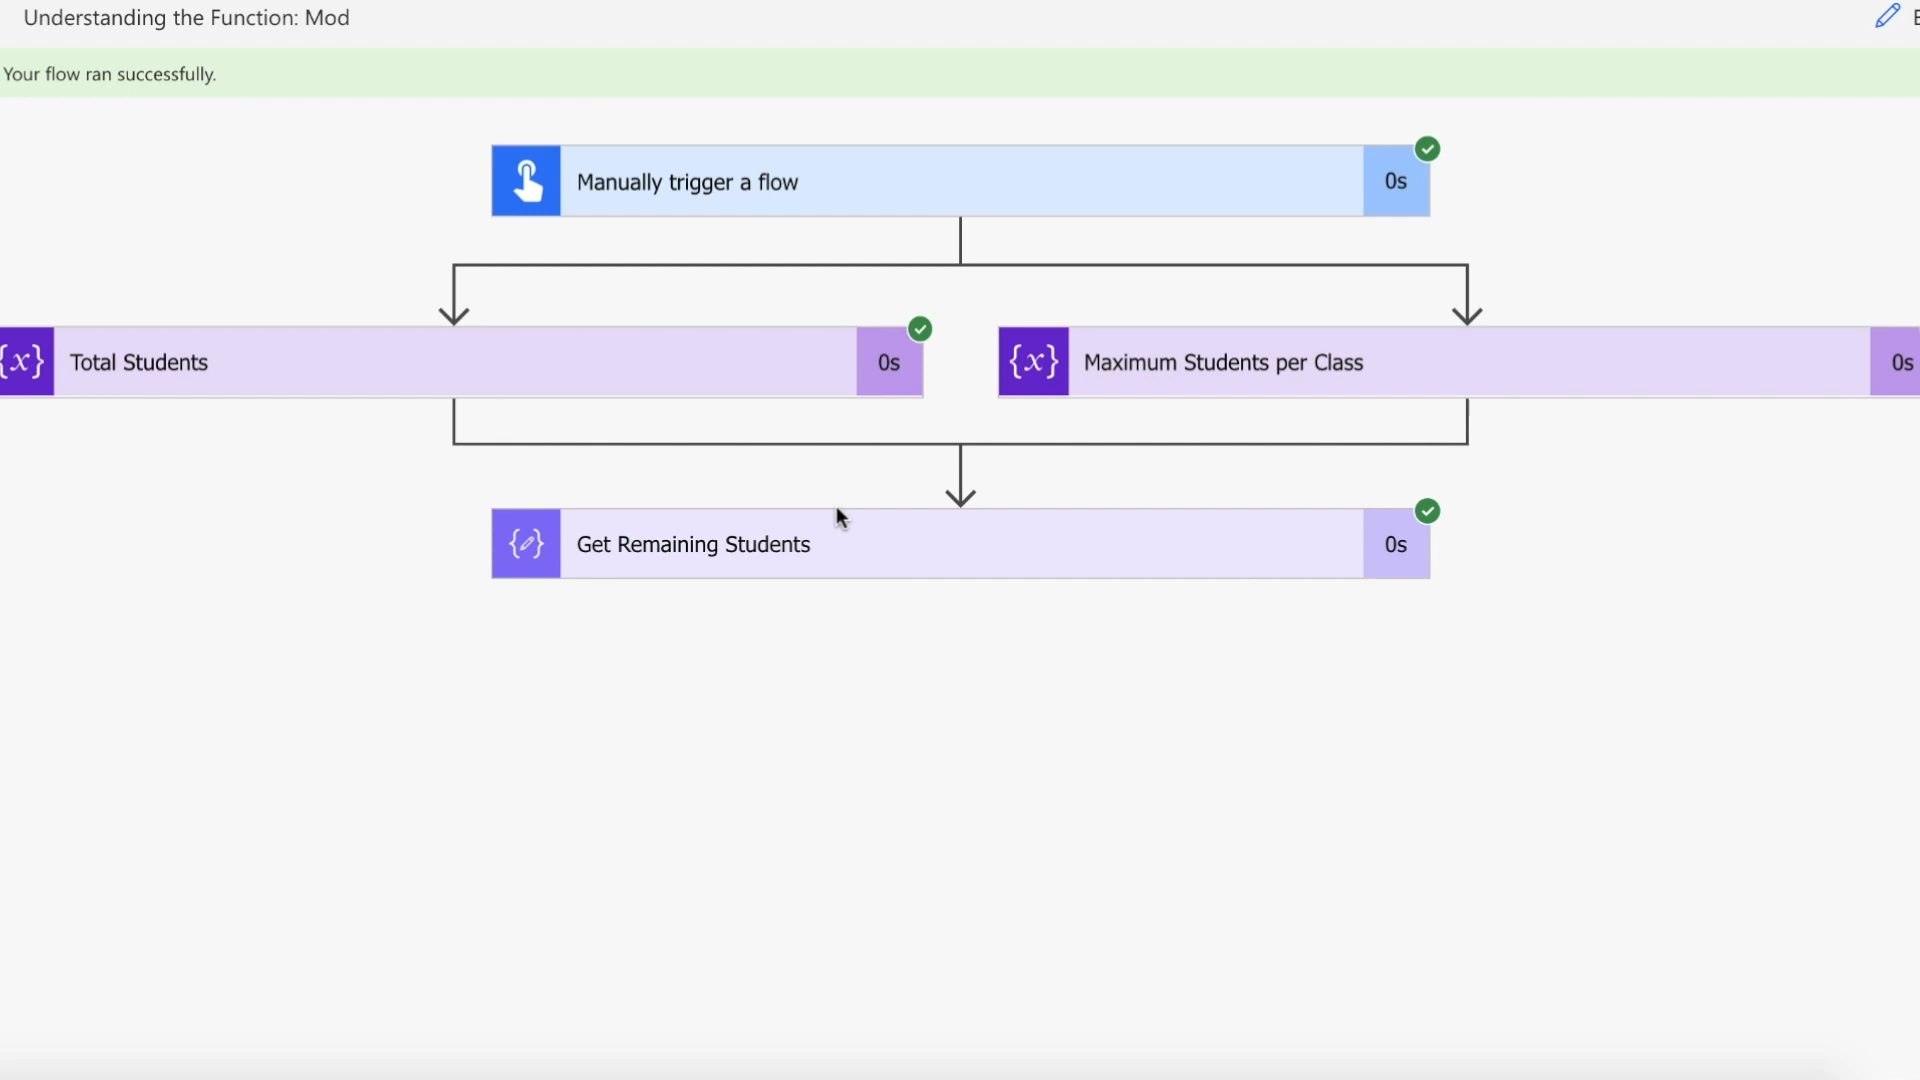 Understanding the Function: Mod
Your flow ran successfully.
Manually trigger a flow
0s
{x}
Total Students
0s
{x}
Maximum Students per Class
0s
Get Remaining Students
0s